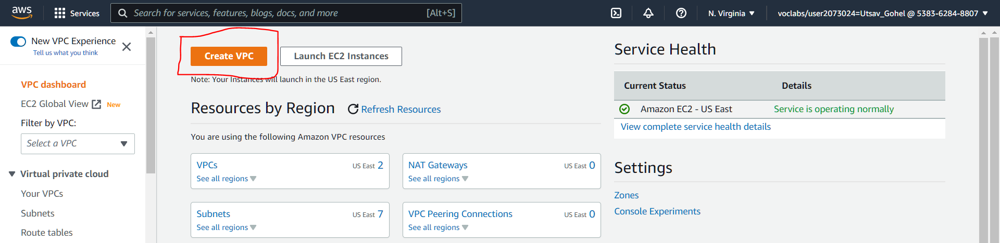 aws
Services
Search for services, features, blogs, docs, and more
[Alt+S]
N. Virginia
voclabs/user2073024=Utsav_Gohel @ 5383-6284-8807
New VPC Experience
Tell us what you think
VPC dashboard
EC2 Global View
New
Filter by VPC:
Select a VPC
Virtual private cloud
Your VPCs
Subnets
Route tables
Create VPC
Launch EC2 Instances
Note: Your Instances will launch in the US East region.
Resources by Region
Refresh Resources
You are using the following Amazon VPC resources
VPCs
US East 2
See all regions
NAT Gateways
US East 0
See all regions
Subnets
US East 7
See all regions
VPC Peering Connections
US East 0
See all regions
Service Health
Current Status
Details
Amazon EC2 - US East
Service is operating normally
View complete service health details
Settings
Zones
Console Experiments